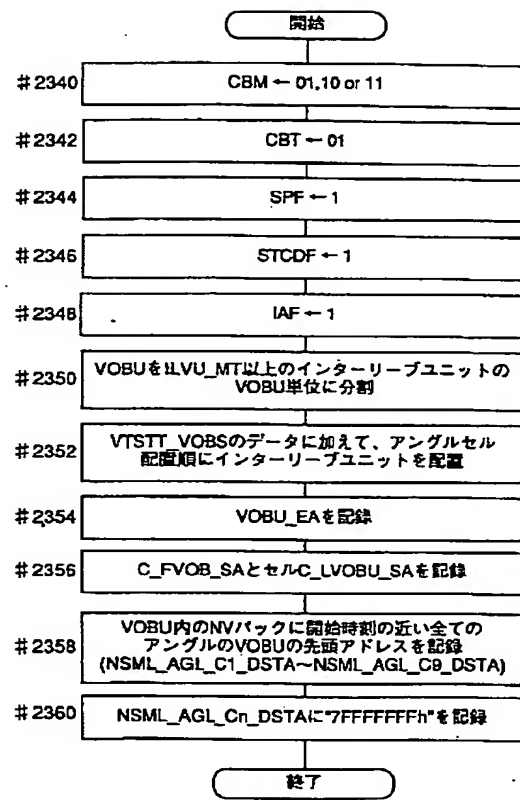 開始
#2340
CBM ← 01,10 or 11
#2342
CBT ← 01
#2344
SPF ← 1
#2346
STCDF ← 1
#2348
IAF ← 1
#2350
VOBUをILVU_MT以上のインターリーブユニットの
VOBU単位に分割
#2352
VTSTT_VOBSのデータに加えて、アングルセル
配置順にインターリーブユニットを配置
#2354
VOBU_EAを記録
#2356
C_FVOB_SAとセルC_LVOBU_SAを記録
#2358
VOBU内のNVパックに開始時刻の近い全ての
アングルのVOBUの先頭アドレスを記録
(NSML_AGL_C1_DSTA～NSML_AGL_C9_DSTA)
#2360
NSML_AGL_Cn_DSTAに"7FFFFFFFh"を記録
終了